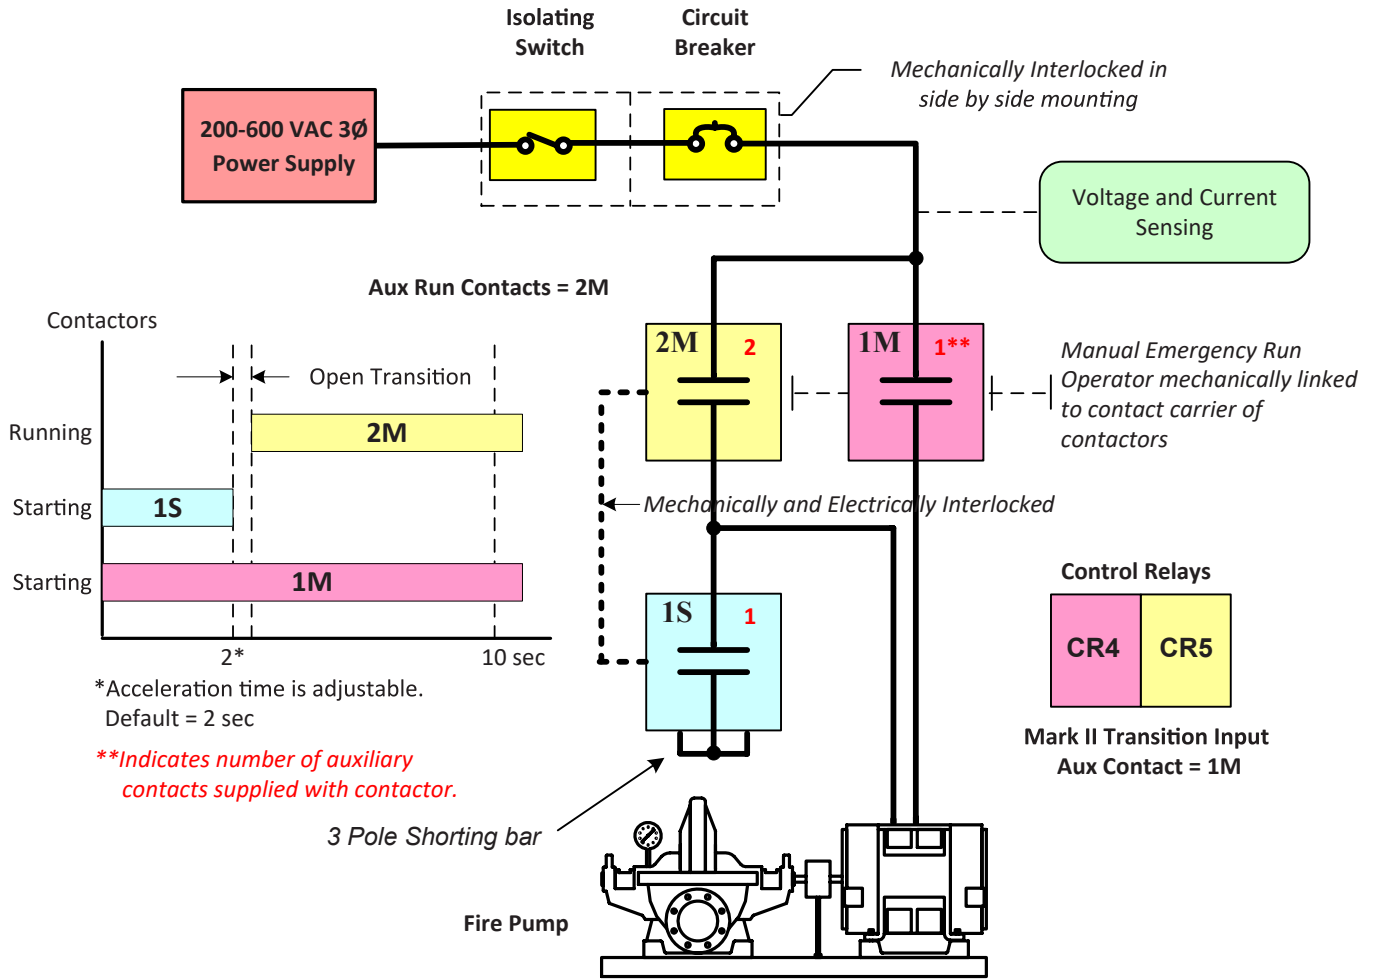 Isolating
Switch
Circuit
Breaker
Mechanically Interlocked in
side by side mounting
200-600 VAC 3Ø
Power Supply
Voltage and Current
Sensing
Aux Run Contacts = 2M
Contactors
Open Transition
Running
2M
Starting
1S
Starting
1M
2*
10 sec
*Acceleration time is adjustable.
Default = 2 sec
**Indicates number of auxiliary
contacts supplied with contactor.
2M
2
1M
1**
Manual Emergency Run
Operator mechanically linked
to contact carrier of
contactors
Mechanically and Electrically Interlocked
1S
1
Control Relays
CR4
CR5
Mark II Transition Input
Aux Contact = 1M
3 Pole Shorting bar
Fire Pump